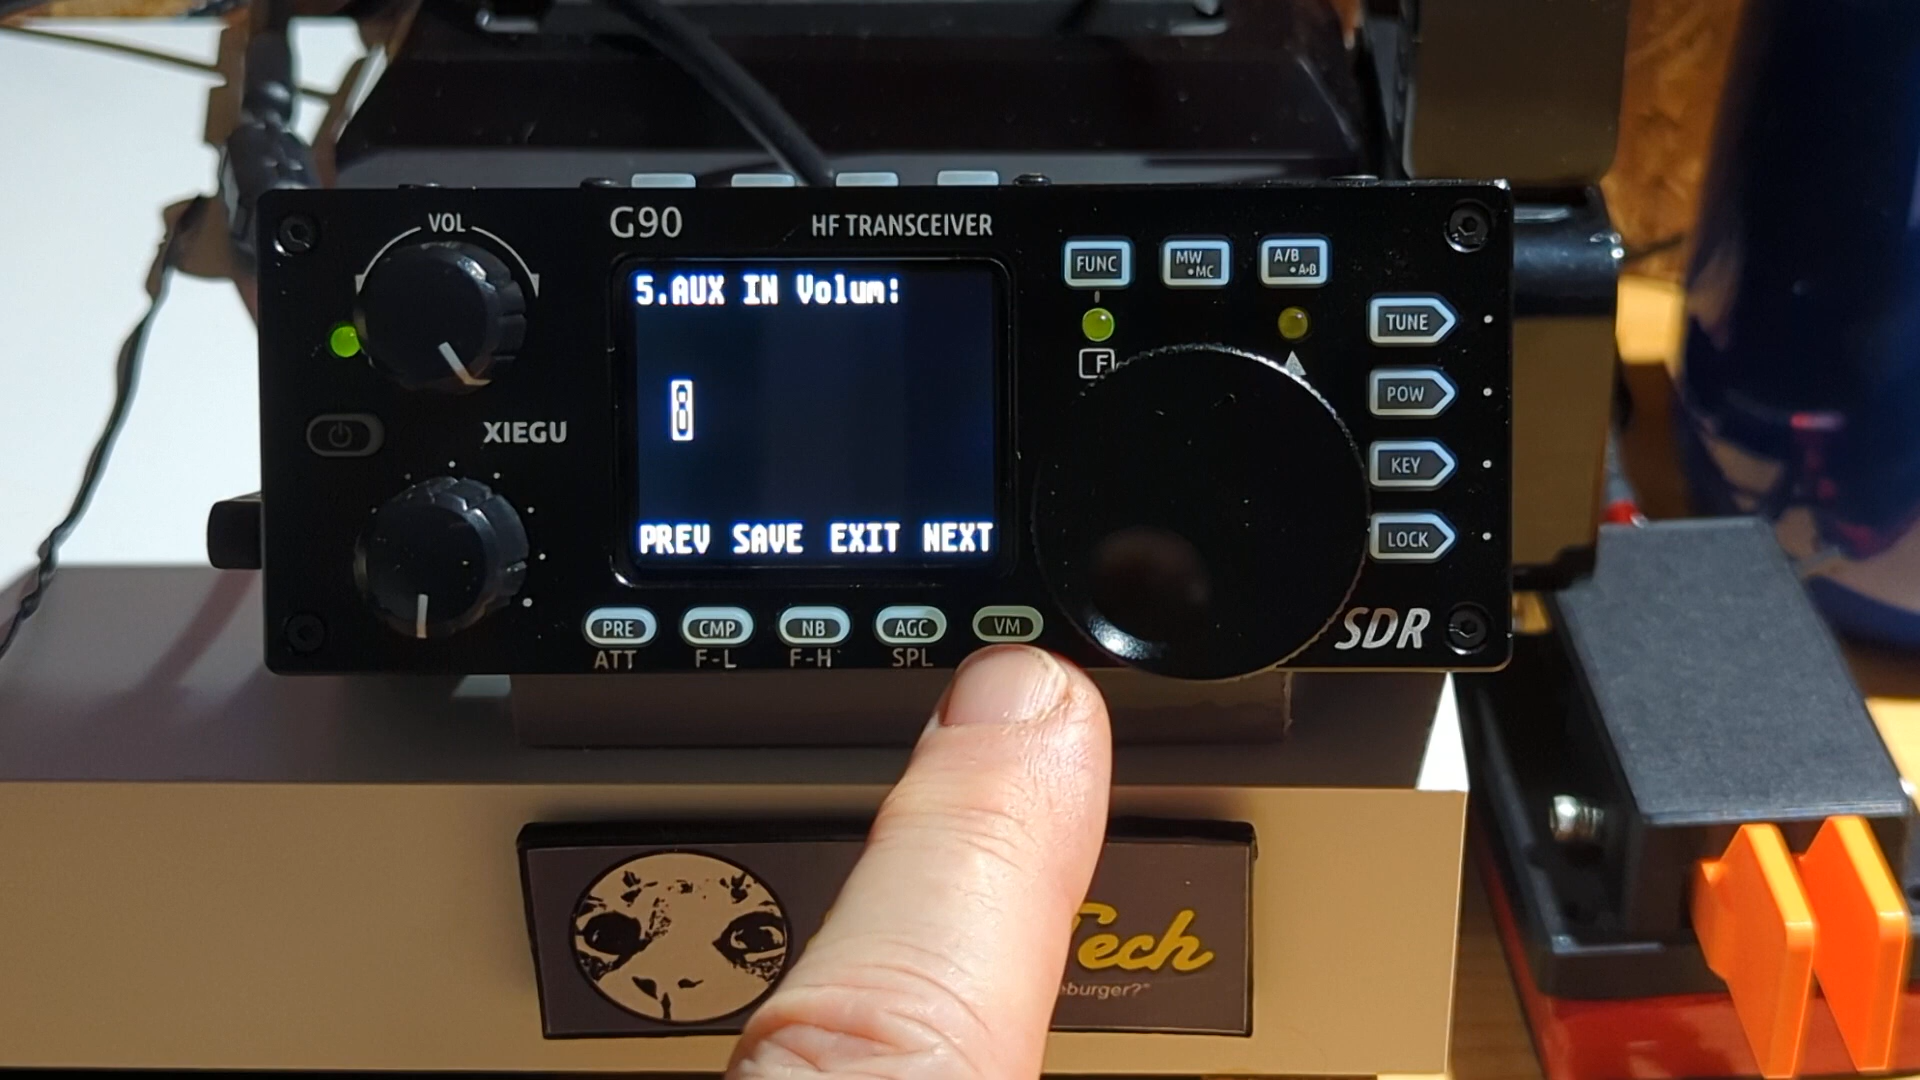 VOL
G90 HF TRANSCEIVER
5.AUX IN Volum:
8
PREV SAVE EXIT NEXT
XIEGU
FUNC
MW •MC
A/B •A›B
F
TUNE
POW
KEY
LOCK
PRE CMP NB AGC VM
ATT F-L F-H SPL
SDR
Tech
burger?"